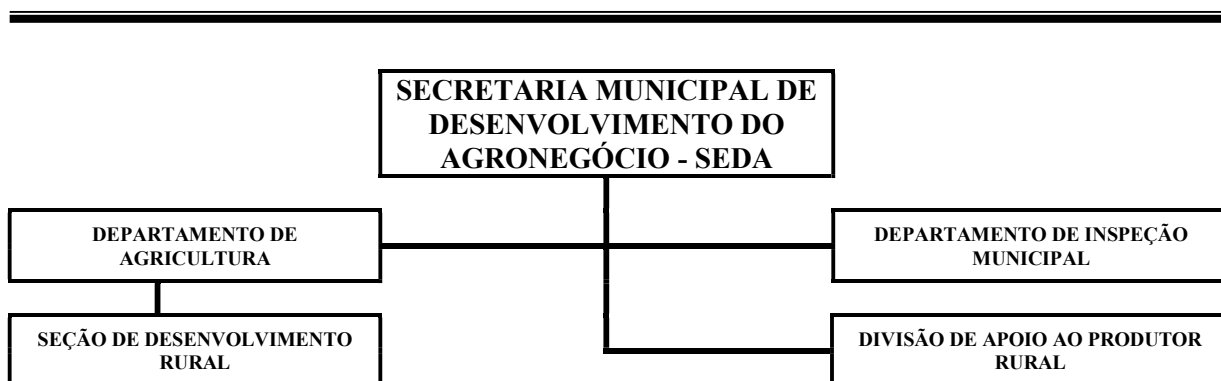 SECRETARIA MUNICIPAL DE
DESENVOLVIMENTO DO
AGRONEGÓCIO - SEDA
DEPARTAMENTO DE
AGRICULTURA
DEPARTAMENTO DE INSPEÇÃO
MUNICIPAL
SEÇÃO DE DESENVOLVIMENTO
RURAL
DIVISÃO DE APOIO AO PRODUTOR
RURAL